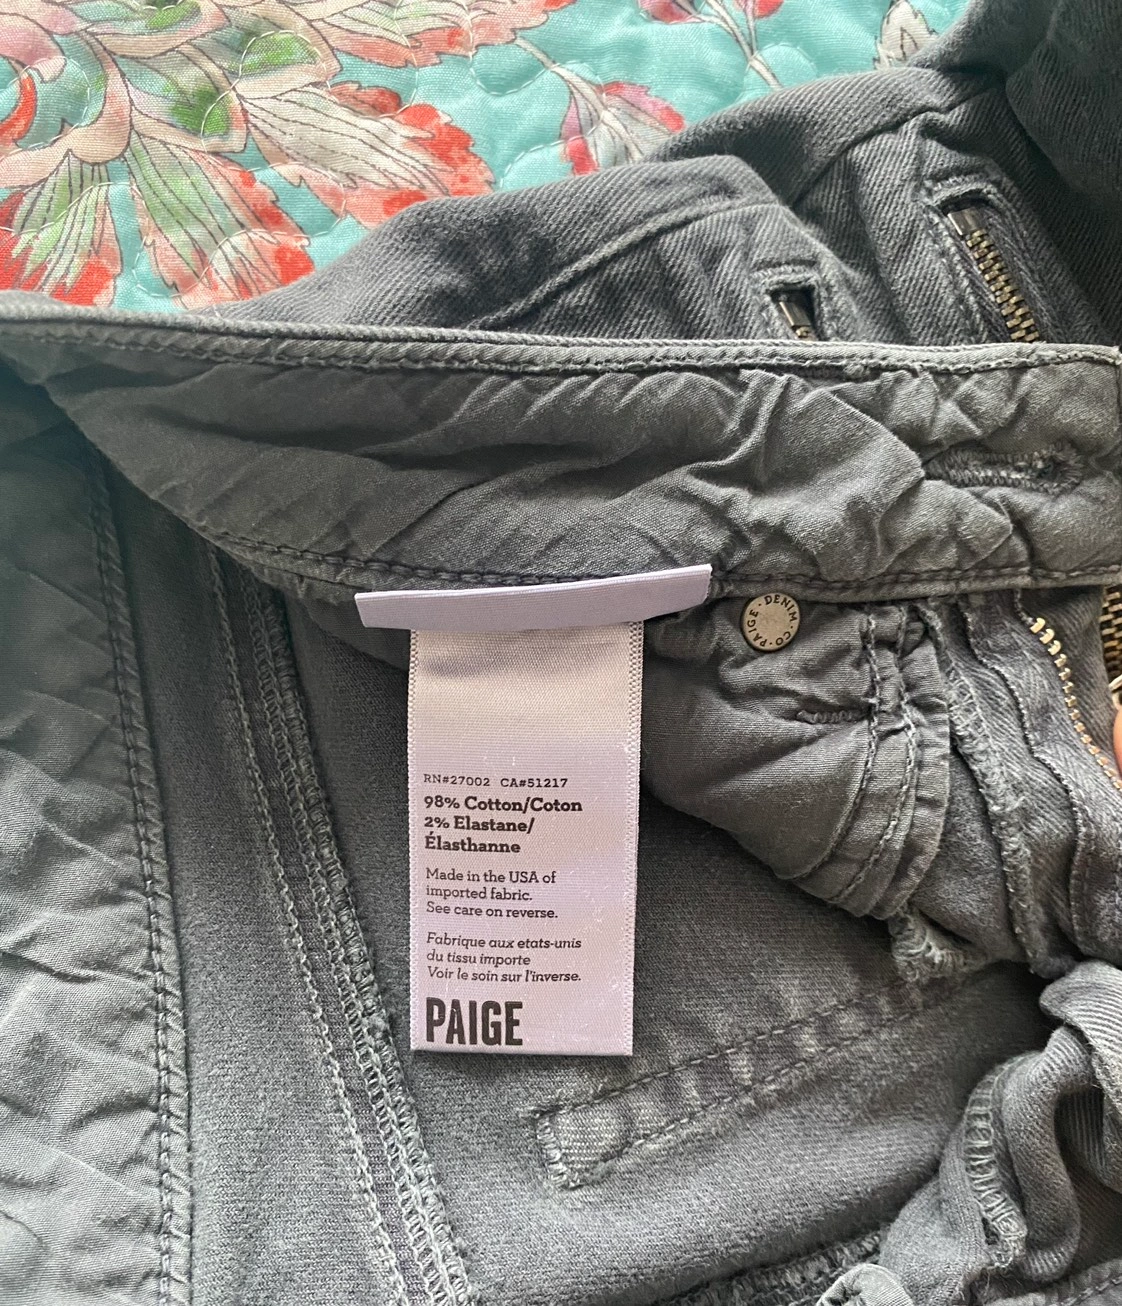 PAIGE · DENIM · CO ·
RN#27002 CA#51217
98% Cotton/Coton
2% Elastane/
Élasthanne
Made in the USA of
imported fabric.
See care on reverse.
Fabrique aux etats-unis
du tissu importe
Voir le soin sur l'inverse.
PAIGE